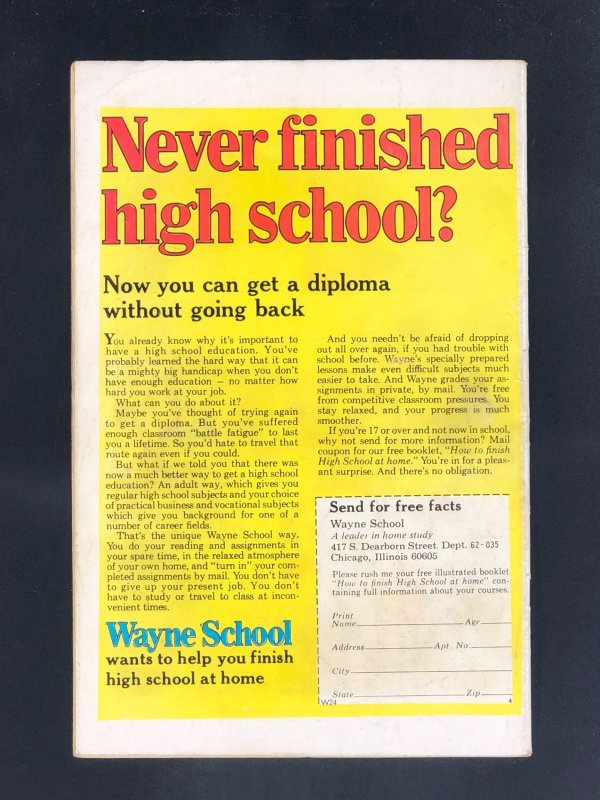 Never finished
high school?
Now you can get a diploma
without going back
You already know why it's important to
have a high school education. You've
probably learned the hard way that it can
be a mighty big handicap when you don't
have enough education — no matter how
hard you work at your job.
What can you do about it?
Maybe you've thought of trying again
to get a diploma. But you've suffered
enough classroom "battle fatigue" to last
you a lifetime. So you'd hate to travel that
route again even if you could.
But what if we told you that there was
now a much better way to get a high school
education? An adult way, which gives you
regular high school subjects and your choice
of practical business and vocational subjects
which give you background for one of a
number of career fields.
That's the unique Wayne School way.
You do your reading and assignments in
your spare time, in the relaxed atmosphere
of your own home, and "turn in" your com-
pleted assignments by mail. You don't have
to give up your present job. You don't
have to study or travel to class at incon-
venient times.
Wayne School
wants to help you finish
high school at home
And you needn't be afraid of dropping
out all over again, if you had trouble with
school before. Wayne's specially prepared
lessons make even difficult subjects much
easier to take. And Wayne grades your as-
signments in private, by mail. You're free
from competitive classroom pressures. You
stay relaxed, and your progress is much
smoother.
If you're 17 or over and not now in school,
why not send for more information? Mail
coupon for our free booklet, "How to finish
High School at home." You're in for a pleas-
ant surprise. And there's no obligation.
Send for free facts
Wayne School
A leader in home study
417 S. Dearborn Street. Dept. 62-035
Chicago, Illinois 60605
Please rush me your free illustrated booklet
"How to finish High School at home" con-
taining full information about your courses.
Print
Name Age
Address Apt. No.
City
State Zip
W24 4